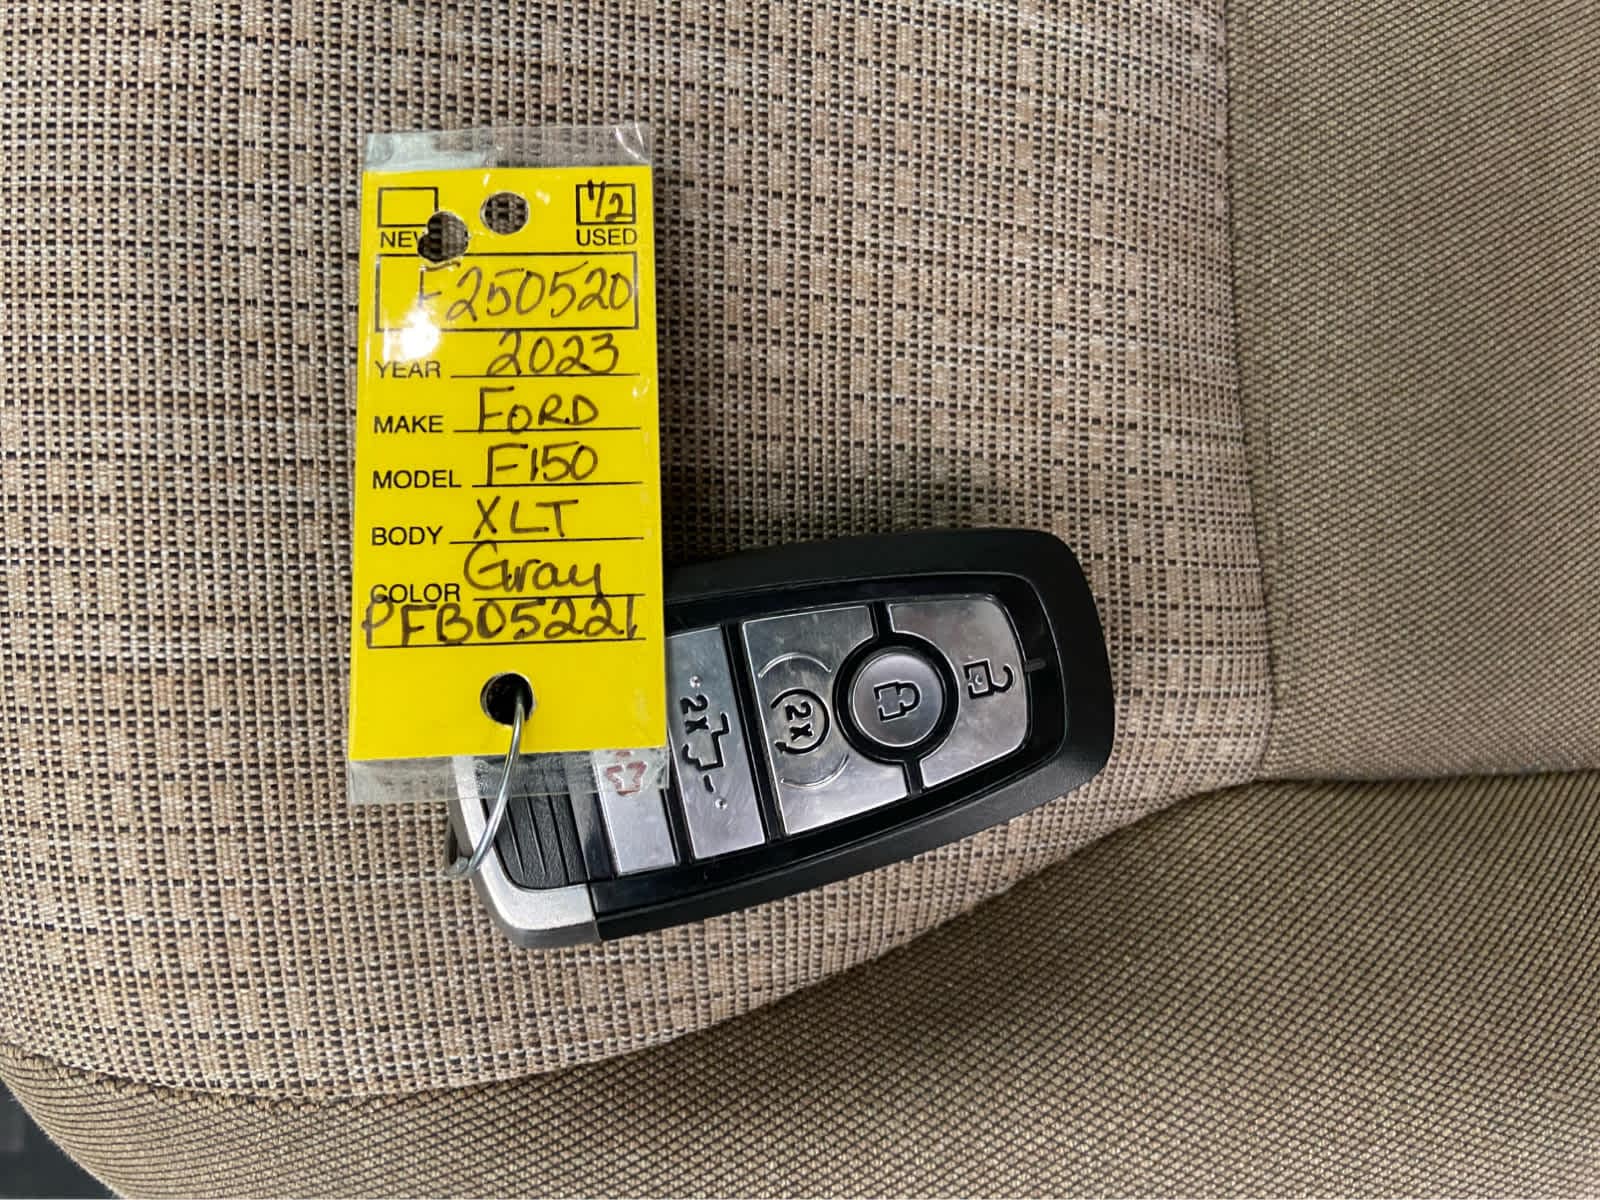 1/2
NEW USED
F250520
YEAR 2023
MAKE FORD
MODEL F150
BODY XLT
COLOR Gray
PFB05221
2x
2x